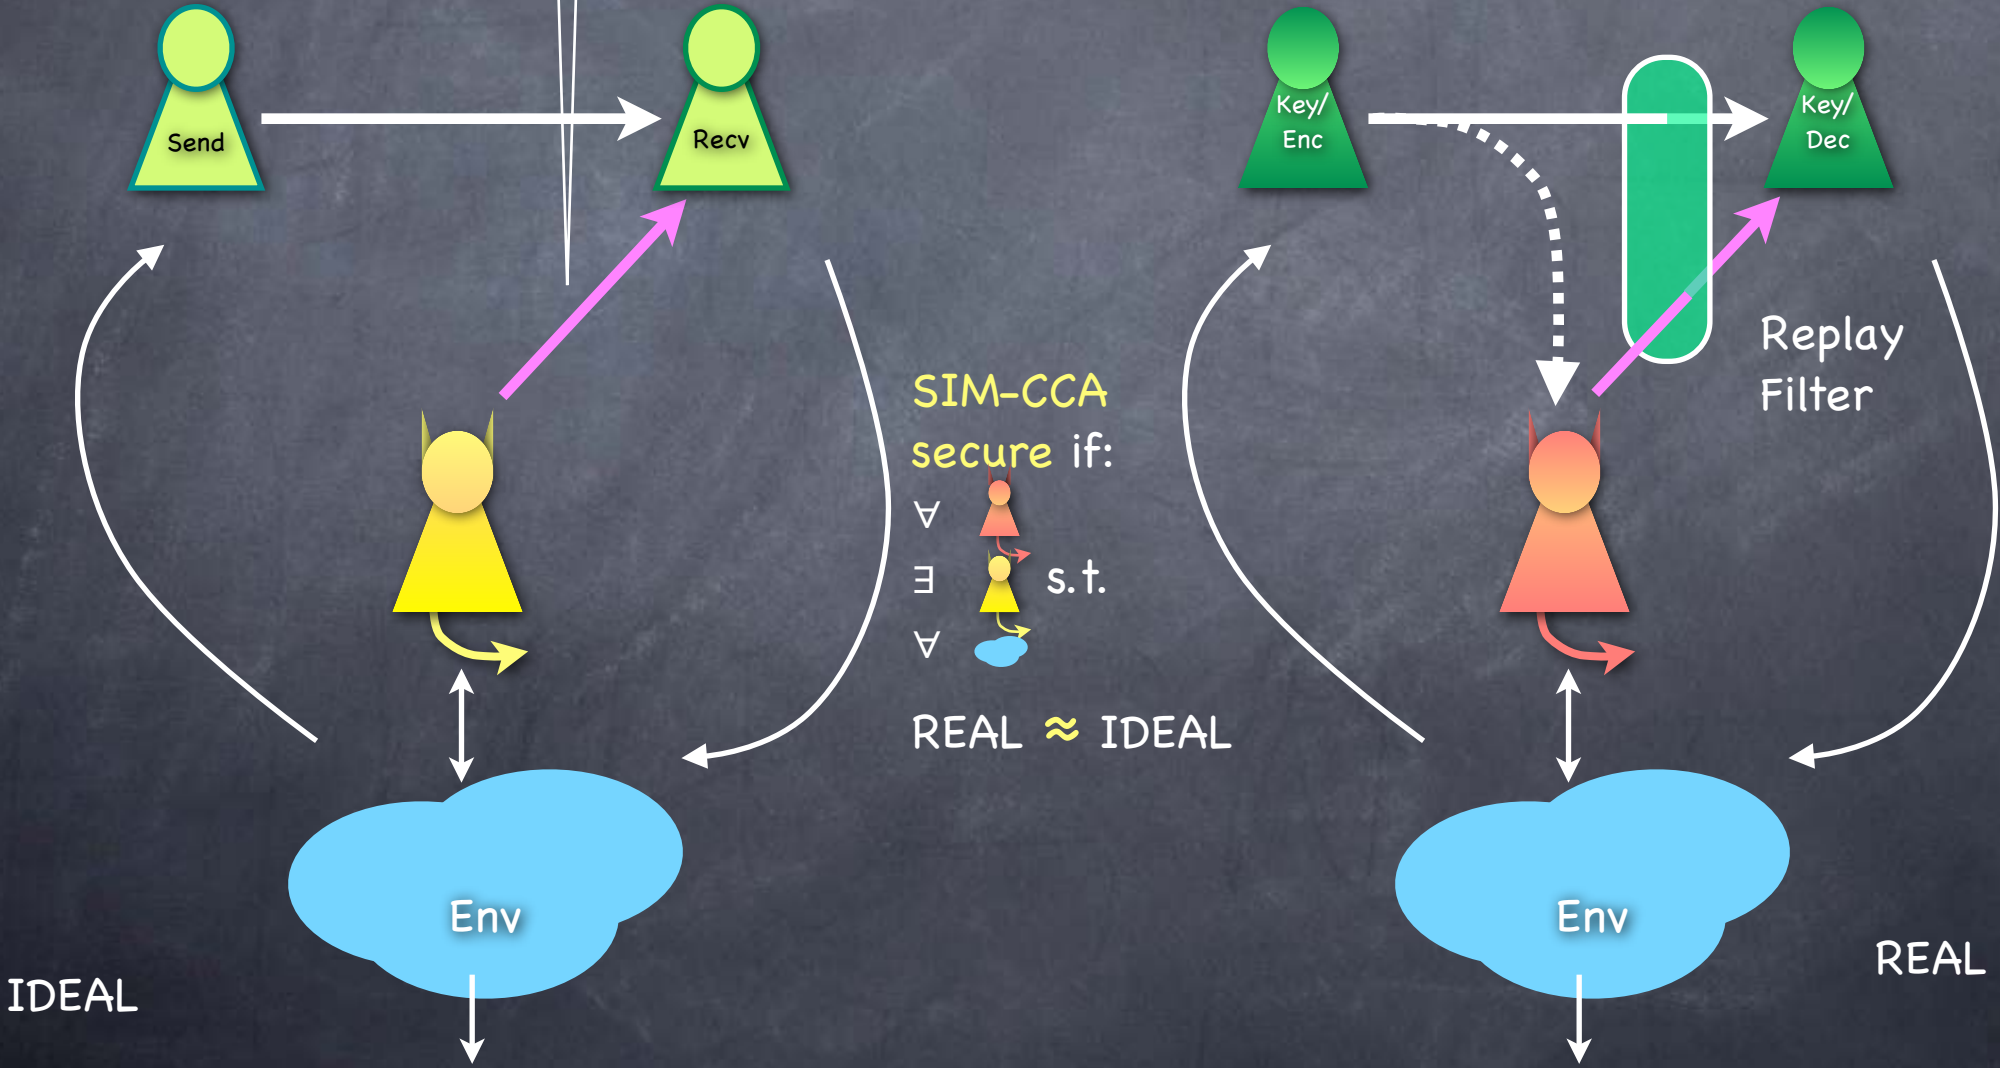 Send
Recv
Key/
Enc
Key/
Dec
Replay
Filter
SIM-CCA
secure if:
∀
∃ s.t.
∀
REAL ≈ IDEAL
Env
Env
IDEAL
REAL